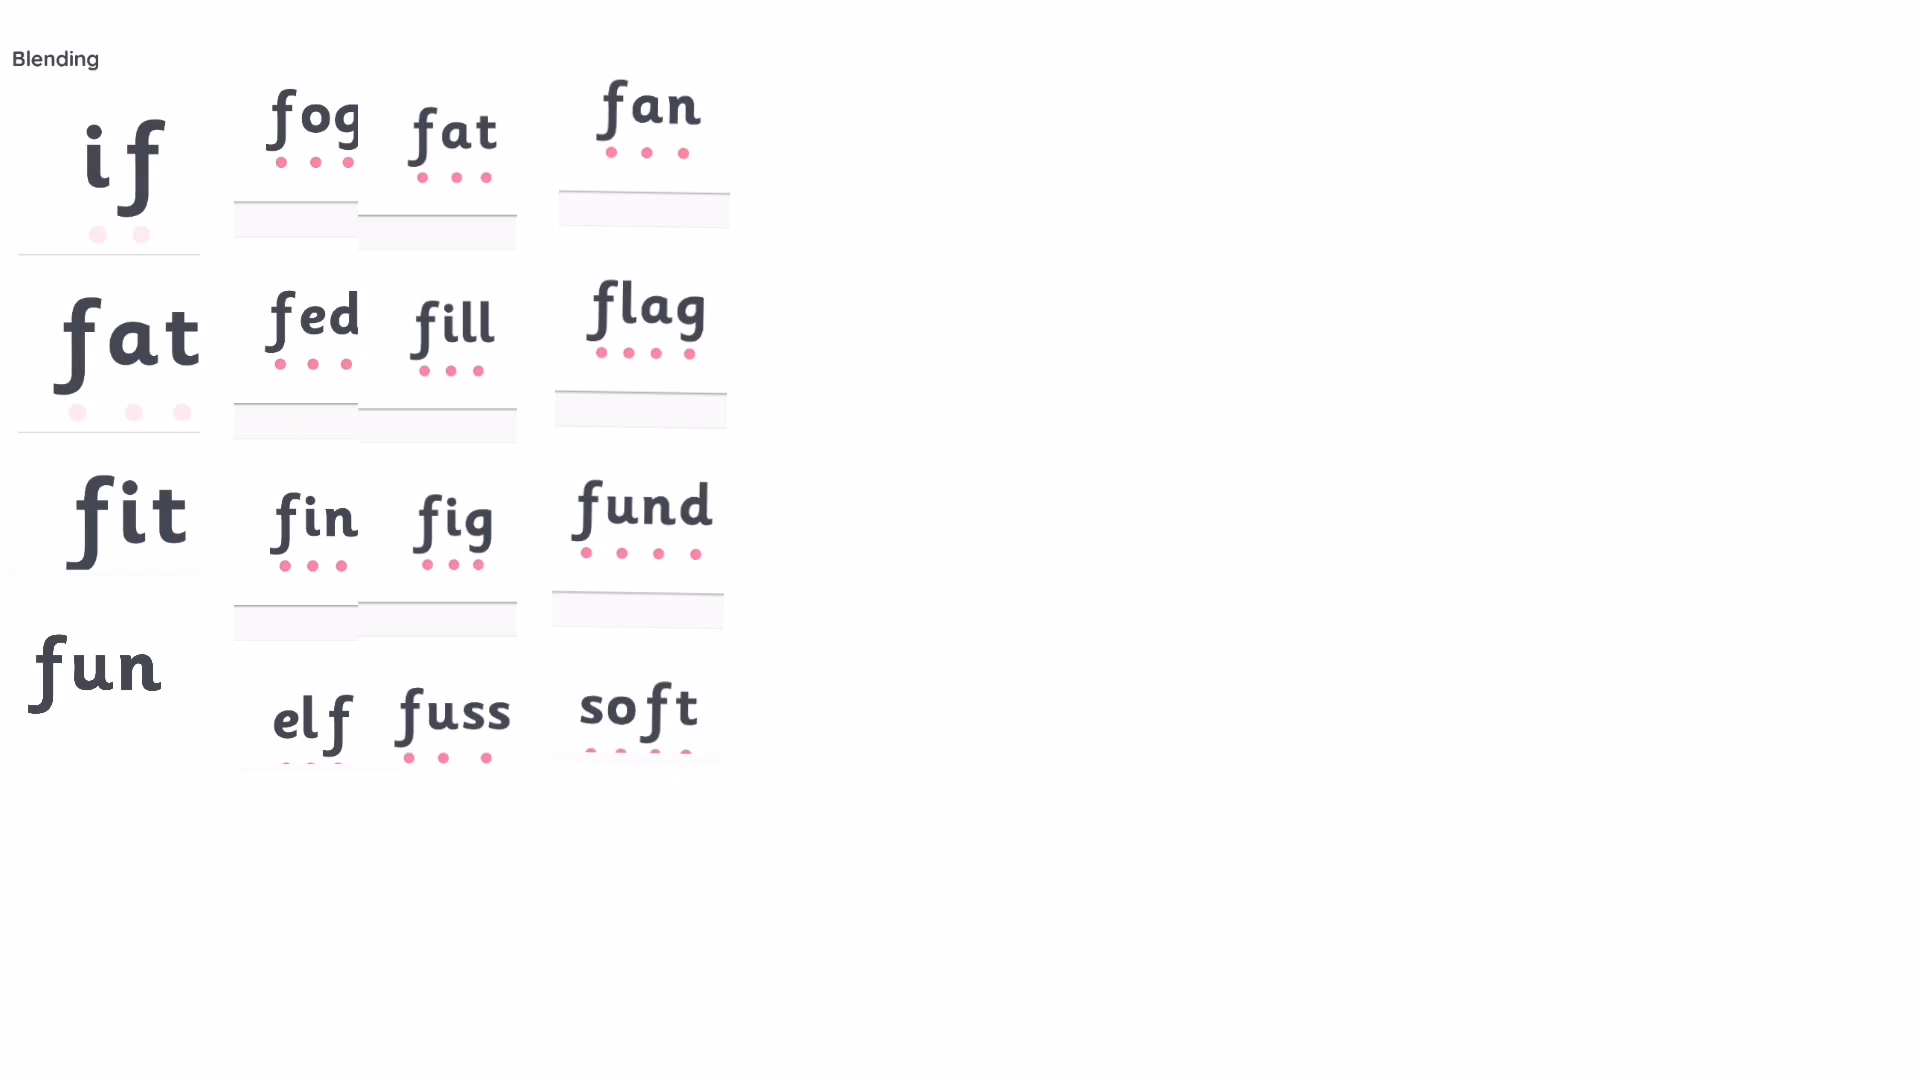 Blending
if
fat
fit
fun
fog
fed
fin
elf
fat
fill
fig
fuss
fan
flag
fund
soft